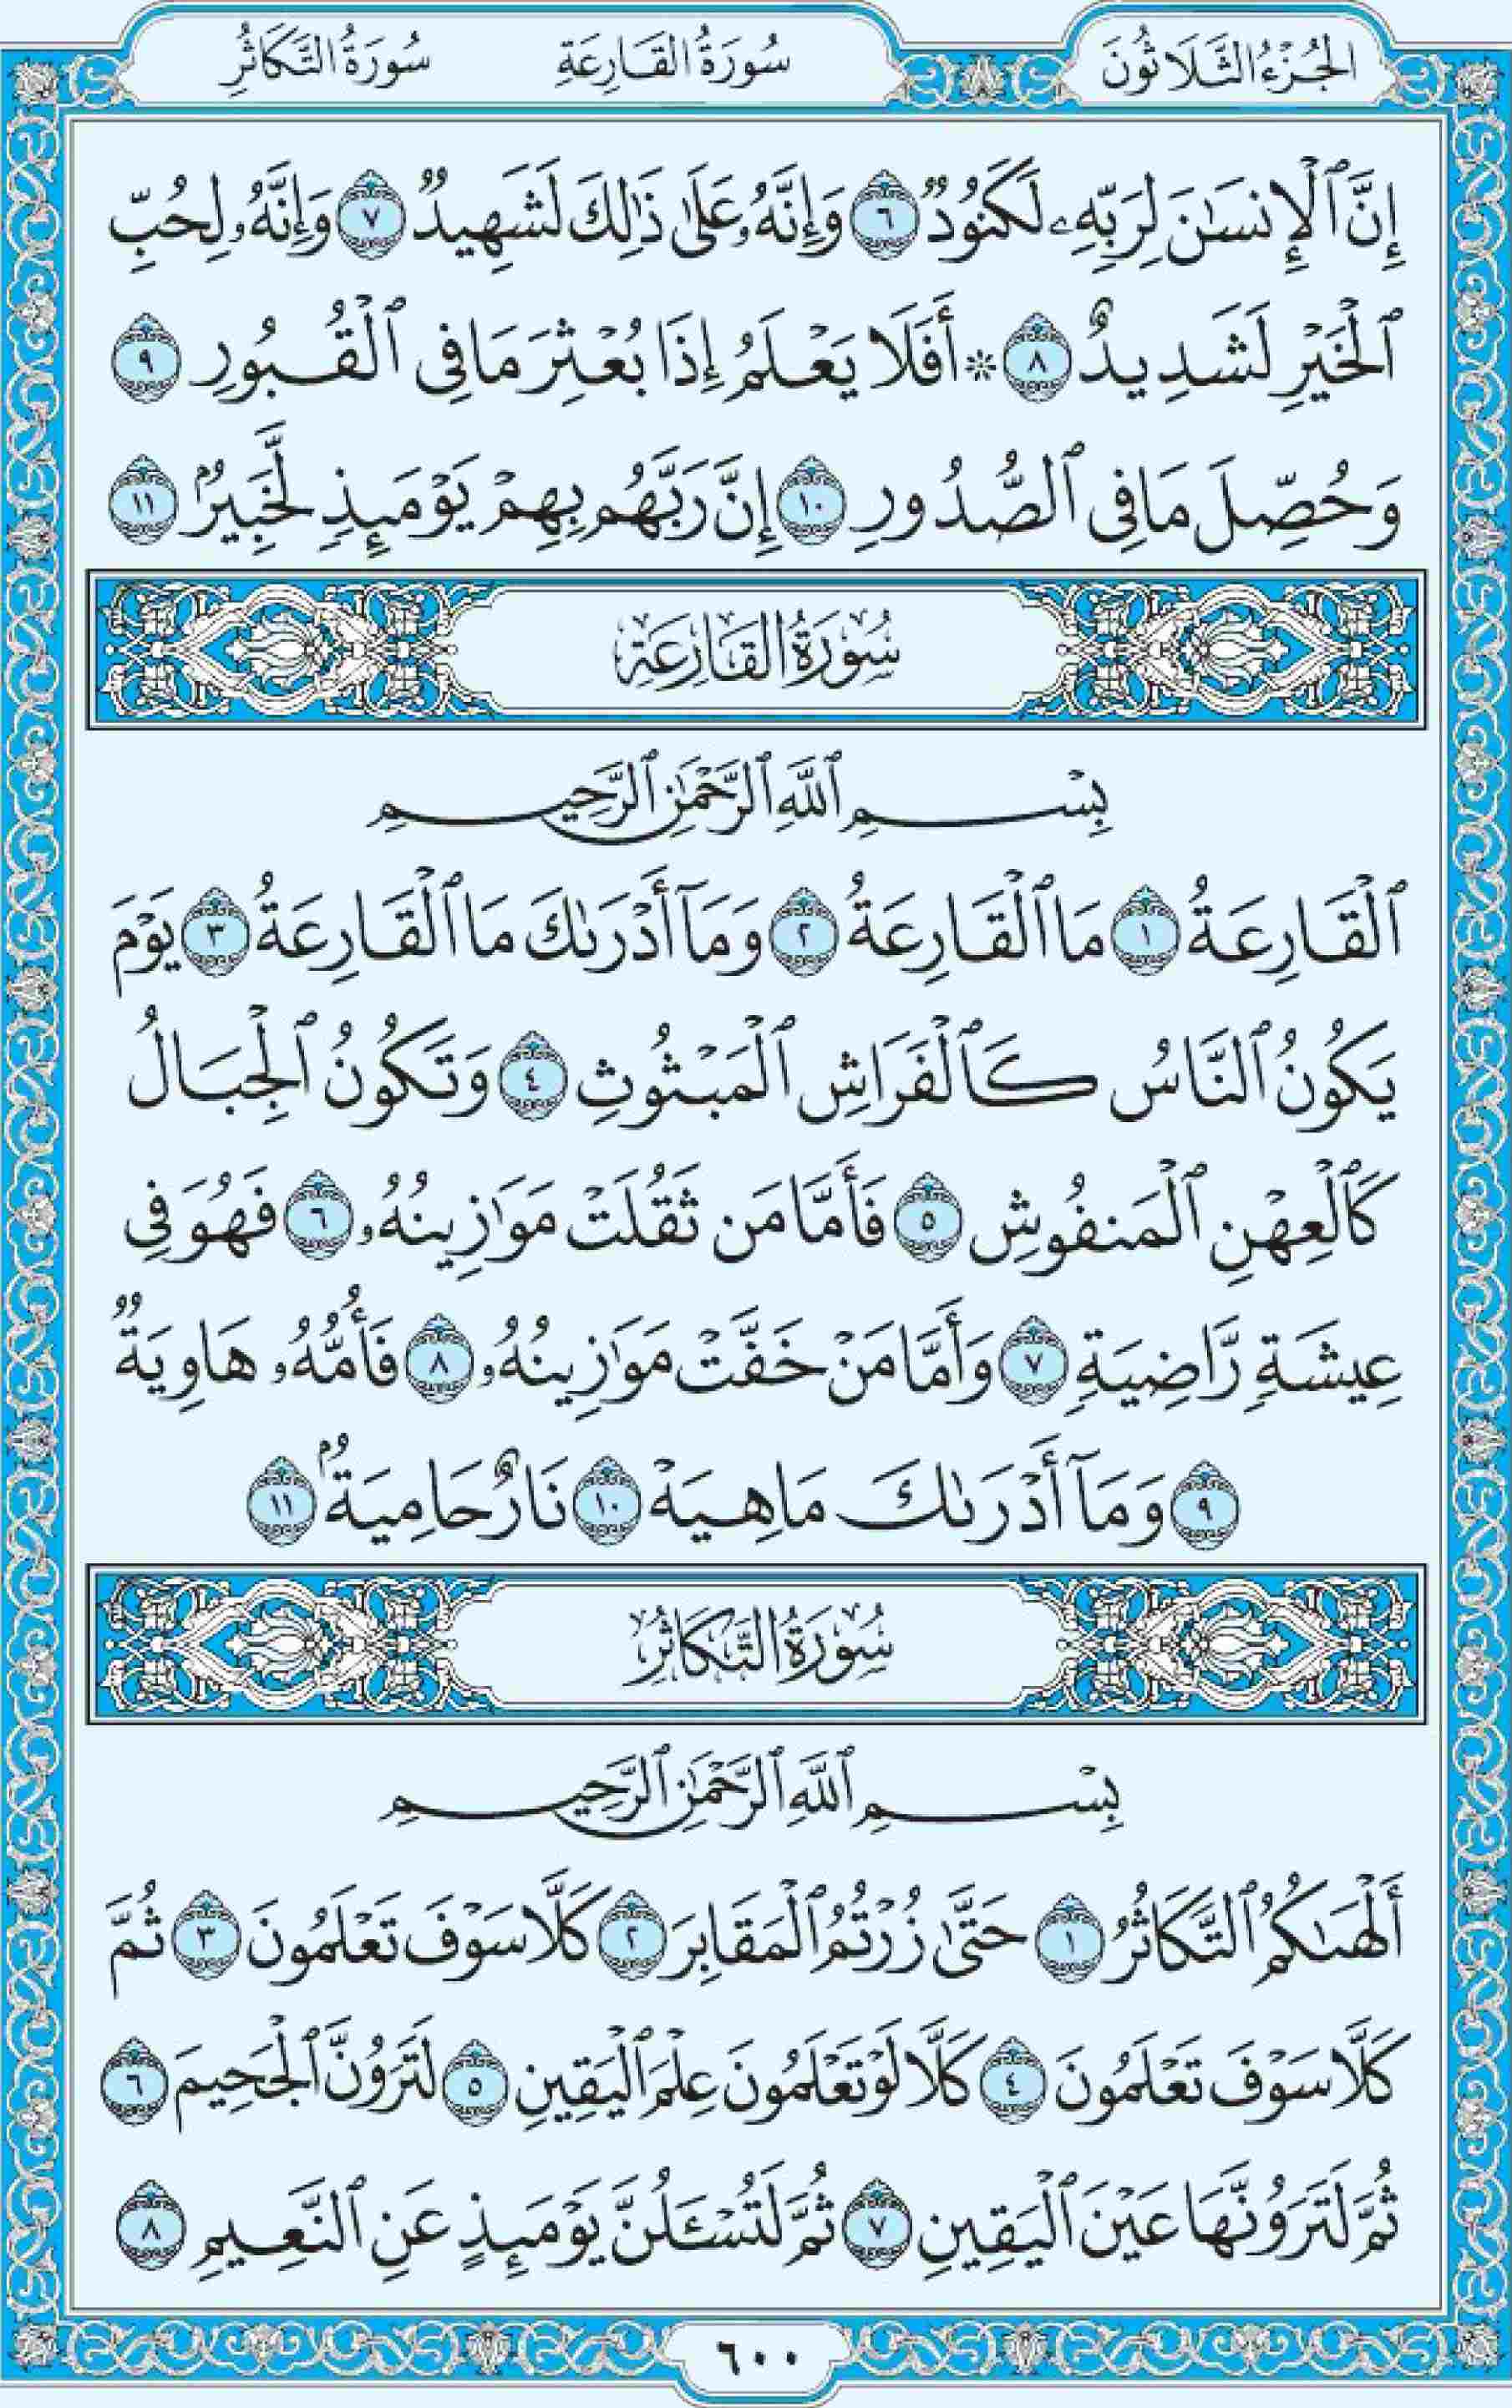 الجُزْءُ الثَّلَاثُونَ سُورَةُ القَارِعَةِ سُورَةُ التَّكَاثُرِ
إِنَّ ٱلْإِنسَٰنَ لِرَبِّهِۦ لَكَنُودٌ ٦ وَإِنَّهُۥ عَلَىٰ ذَٰلِكَ لَشَهِيدٌ ٧ وَإِنَّهُۥ لِحُبِّ
ٱلْخَيْرِ لَشَدِيدٌ ٨ ۞ أَفَلَا يَعْلَمُ إِذَا بُعْثِرَ مَا فِى ٱلْقُبُورِ ٩
وَحُصِّلَ مَا فِى ٱلصُّدُورِ ١٠ إِنَّ رَبَّهُم بِهِمْ يَوْمَئِذٍ لَّخَبِيرٌۢ ١١
سُورَةُ القَارِعَةِ
بِسْمِ ٱللَّهِ ٱلرَّحْمَٰنِ ٱلرَّحِيمِ
ٱلْقَارِعَةُ ١ مَا ٱلْقَارِعَةُ ٢ وَمَآ أَدْرَىٰكَ مَا ٱلْقَارِعَةُ ٣ يَوْمَ
يَكُونُ ٱلنَّاسُ كَٱلْفَرَاشِ ٱلْمَبْثُوثِ ٤ وَتَكُونُ ٱلْجِبَالُ
كَٱلْعِهْنِ ٱلْمَنفُوشِ ٥ فَأَمَّا مَن ثَقُلَتْ مَوَٰزِينُهُۥ ٦ فَهُوَ فِى
عِيشَةٍ رَّاضِيَةٍ ٧ وَأَمَّا مَنْ خَفَّتْ مَوَٰزِينُهُۥ ٨ فَأُمُّهُۥ هَاوِيَةٌ
٩ وَمَآ أَدْرَىٰكَ مَا هِيَهْ ١٠ نَارٌ حَامِيَةٌۢ ١١
سُورَةُ التَّكَاثُرِ
بِسْمِ ٱللَّهِ ٱلرَّحْمَٰنِ ٱلرَّحِيمِ
أَلْهَىٰكُمُ ٱلتَّكَاثُرُ ١ حَتَّىٰ زُرْتُمُ ٱلْمَقَابِرَ ٢ كَلَّا سَوْفَ تَعْلَمُونَ ٣ ثُمَّ
كَلَّا سَوْفَ تَعْلَمُونَ ٤ كَلَّا لَوْ تَعْلَمُونَ عِلْمَ ٱلْيَقِينِ ٥ لَتَرَوُنَّ ٱلْجَحِيمَ ٦
ثُمَّ لَتَرَوُنَّهَا عَيْنَ ٱلْيَقِينِ ٧ ثُمَّ لَتُسْـَٔلُنَّ يَوْمَئِذٍ عَنِ ٱلنَّعِيمِ ٨
٦٠٠